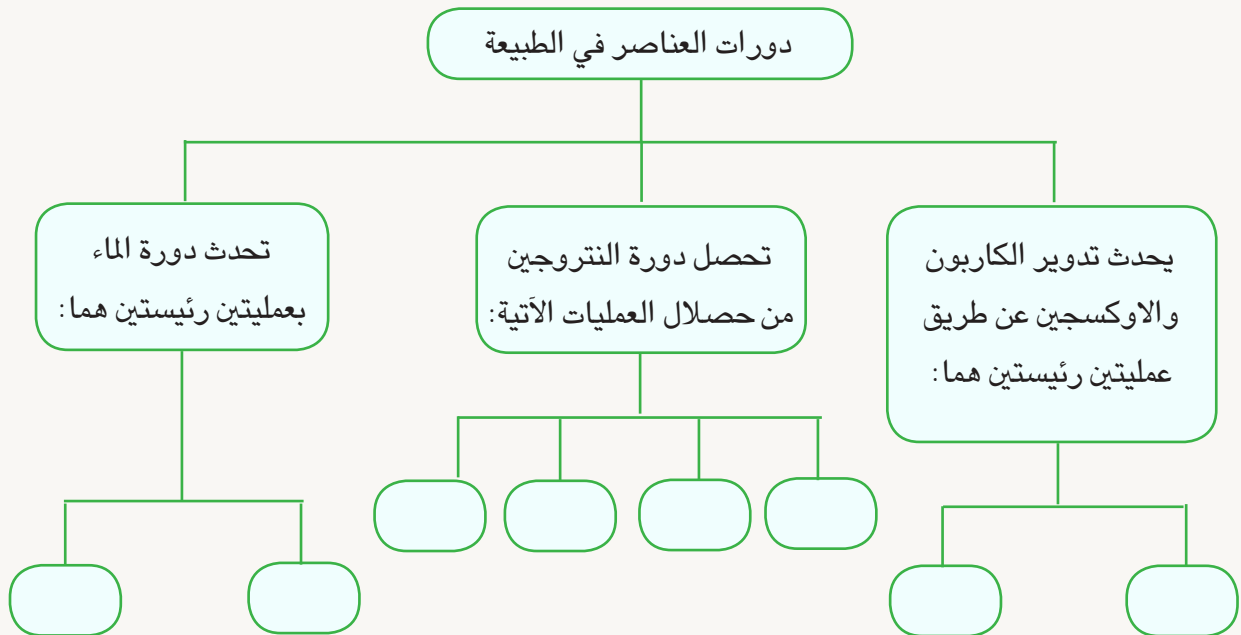 دورات العناصر في الطبيعة
يحدث تدوير الكاربون
والاوكسجين عن طريق
عمليتين رئيستين هما:
تحصل دورة النتروجين
من حصلال العمليات الآتية:
تحدث دورة الماء
بعمليتين رئيستين هما: